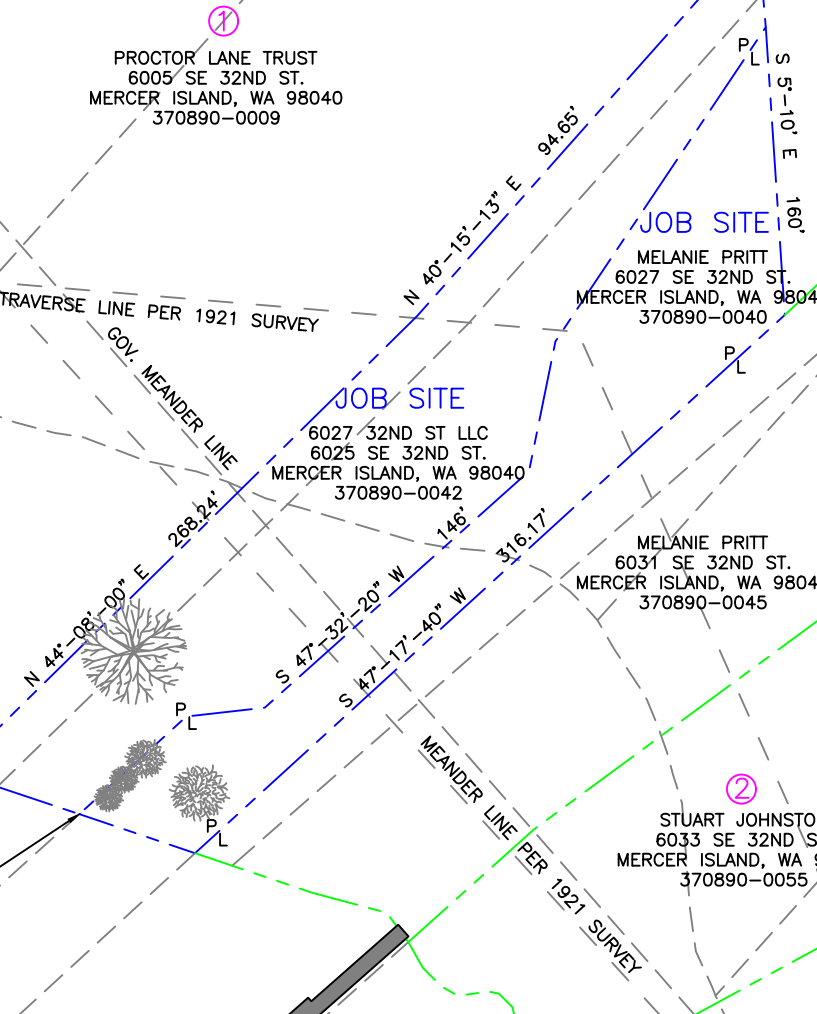 1
PROCTOR LANE TRUST
6005 SE 32ND ST.
MERCER ISLAND, WA 98040
370890-0009
P L
S 5°-10' E
160'
94.65'
N 40°-15'-13" E
JOB SITE
MELANIE PRITT
6027 SE 32ND ST.
MERCER ISLAND, WA 9804
370890-0040
TRAVERSE LINE PER 1921 SURVEY
GOV. MEANDER LINE
P L
JOB SITE
6027 32ND ST LLC
6025 SE 32ND ST.
MERCER ISLAND, WA 98040
370890-0042
268.24'
N 44°-08'-00" E
146'
S 47°-32'-20" W
316.17'
S 47°-17'-40" W
MELANIE PRITT
6031 SE 32ND ST.
MERCER ISLAND, WA 9804
370890-0045
P L
MEANDER LINE PER 1921 SURVEY
2
STUART JOHNSTO
6033 SE 32ND S
MERCER ISLAND, WA 9
370890-0055
P L